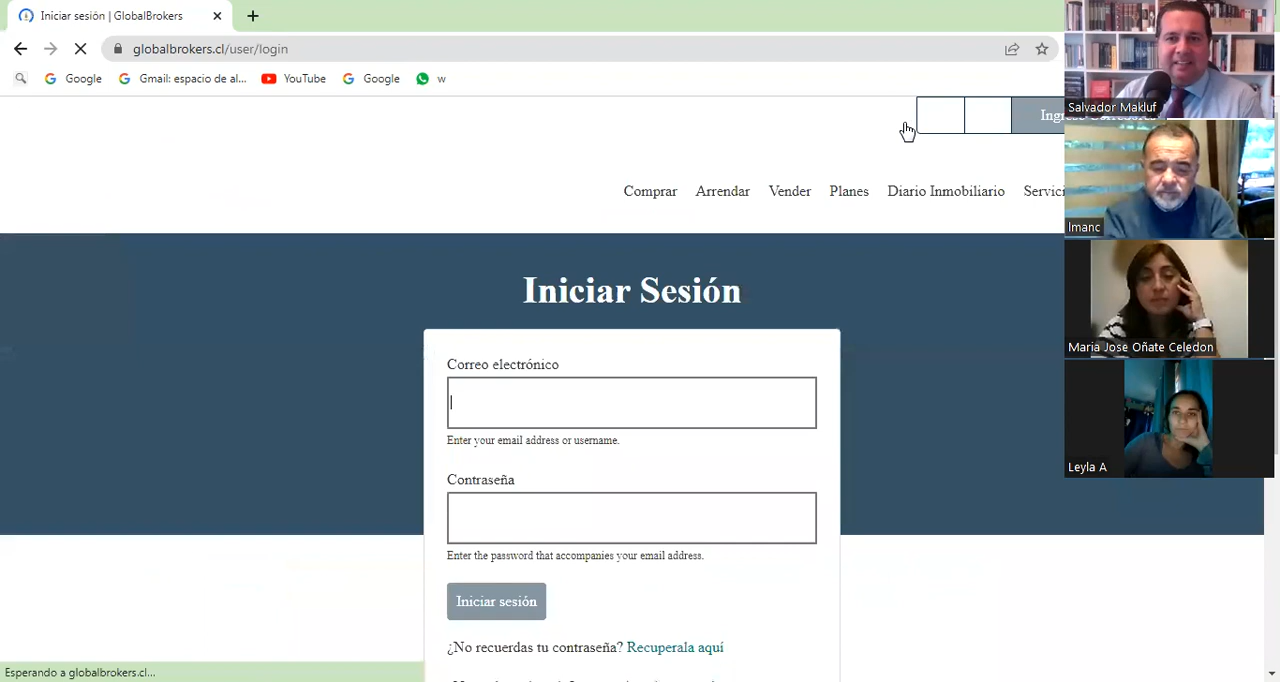 Iniciar sesión | GlobalBrokers
globalbrokers.cl/user/login
Google
Gmail: espacio de al...
YouTube
Google
w
Comprar
Arrendar
Vender
Planes
Diario Inmobiliario
Iniciar Sesión
Correo electrónico
Enter your email address or username.
Contraseña
Enter the password that accompanies your email address.
Iniciar sesión
¿No recuerdas tu contraseña? Recuperala aquí
Esperando a globalbrokers.cl...
Salvador Makluf
lmanc
Maria Jose Oñate Celedon
Leyla A